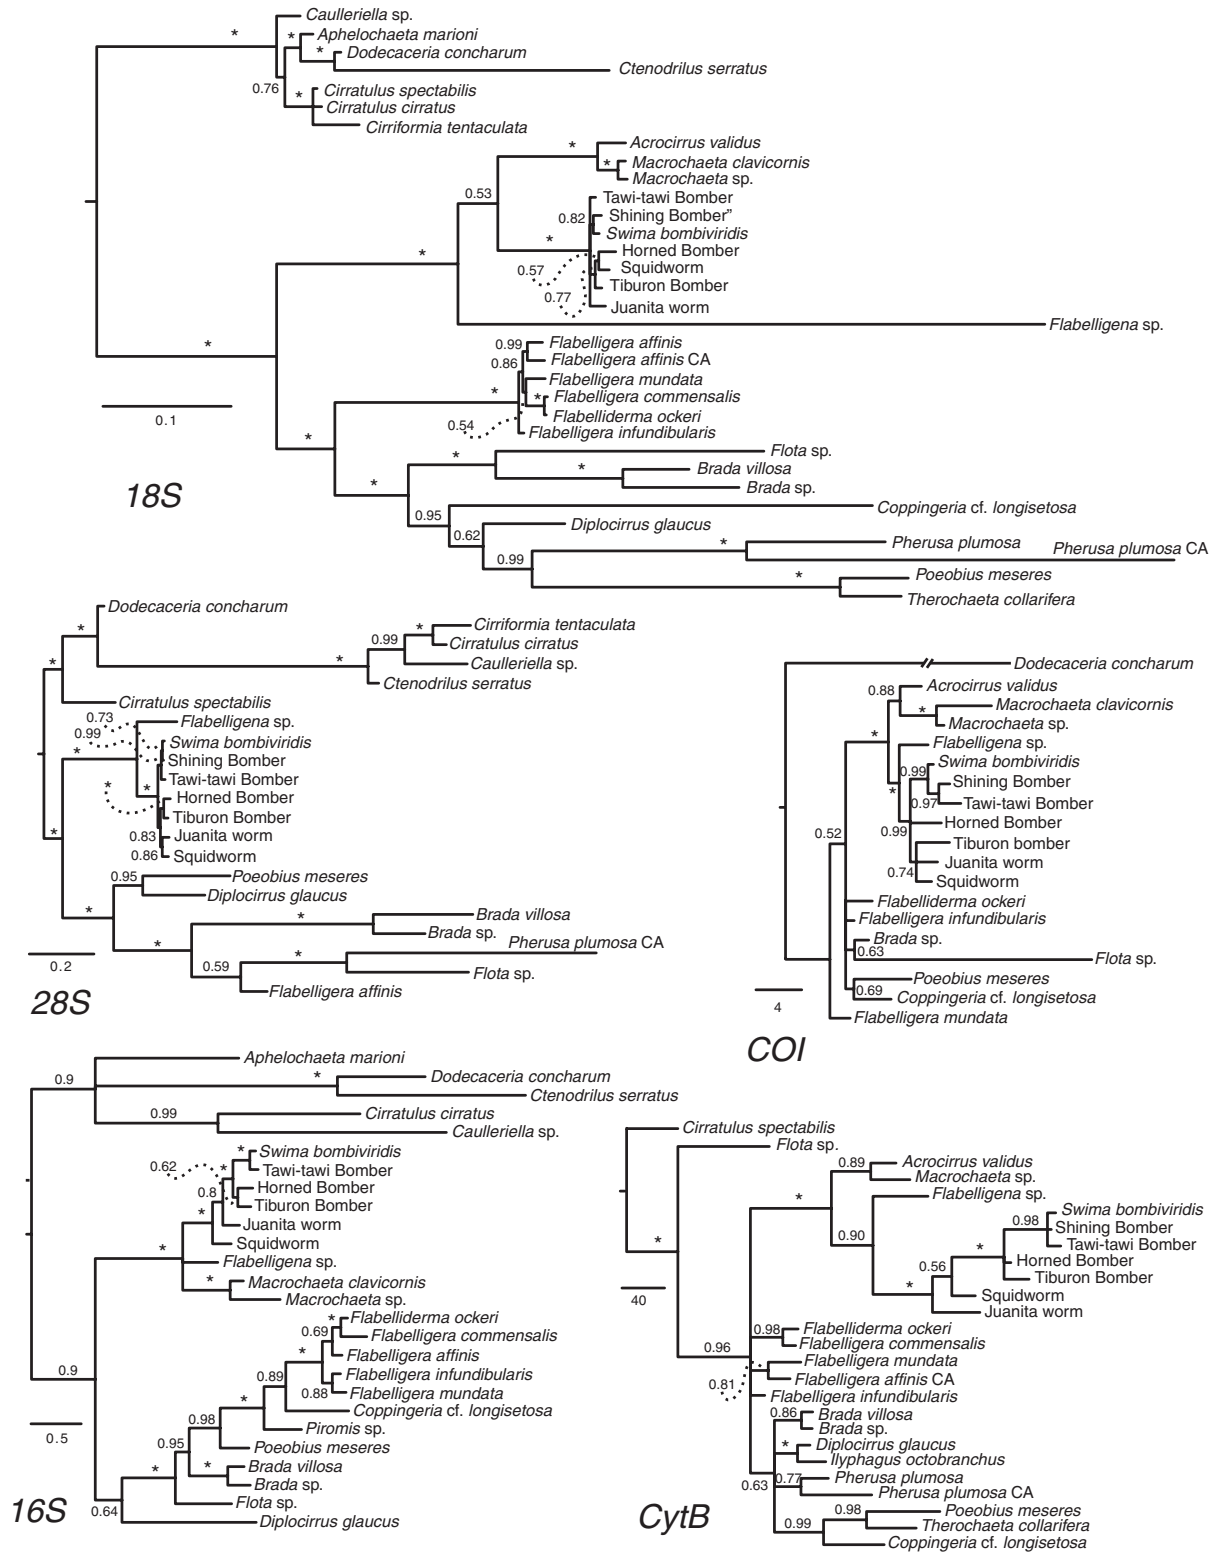 Caulleriella sp.
*
* Aphelochaeta marioni
* Dodecaceria concharum
Ctenodrilus serratus
0.76
* Cirratulus spectabilis
Cirratulus cirratus
Cirriformia tentaculata
* Acrocirrus validus
* Macrochaeta clavicornis
Macrochaeta sp.
0.53
Tawi-tawi Bomber
0.82 Shining Bomber”
Swima bombiviridis
*
Horned Bomber
*
0.57 Squidworm
Tiburon Bomber
0.77
Juanita worm
Flabelligena sp.
*
0.99 Flabelligera affinis
0.86 Flabelligera affinis CA
Flabelligera mundata
* * Flabelligera commensalis
Flabelliderma ockeri
0.54 Flabelligera infundibularis
0.1
*
* Flota sp.
* Brada villosa
* Brada sp.
18S
0.95 Coppingeria cf. longisetosa
0.62 Diplocirrus glaucus
0.99 * Pherusa plumosa
Pherusa plumosa CA
* Poeobius meseres
Therochaeta collarifera
Dodecaceria concharum
*
* Cirriformia tentaculata
0.99 Cirratulus cirratus
* * Caulleriella sp.
Ctenodrilus serratus
Cirratulus spectabilis
0.73 Flabelligena sp.
0.99 Swima bombiviridis
* Shining Bomber
Tawi-tawi Bomber
* * Horned Bomber
Tiburon Bomber
* 0.83 Juanita worm
0.86 Squidworm
0.95 Poeobius meseres
Diplocirrus glaucus
* * Brada villosa
Brada sp.
* Pherusa plumosa CA
0.2 0.59 * Flota sp.
Flabelligera affinis
28S
Dodecaceria concharum
0.88 Acrocirrus validus
* Macrochaeta clavicornis
Macrochaeta sp.
* Flabelligena sp.
0.99 Swima bombiviridis
* Shining Bomber
0.97 Tawi-tawi Bomber
0.99 Horned Bomber
0.52 Tiburon bomber
Juanita worm
0.74 Squidworm
Flabelliderma ockeri
Flabelligera infundibularis
Brada sp.
0.63 Flota sp.
Poeobius meseres
0.69 Coppingeria cf. longisetosa
4 Flabelligera mundata
COI
Aphelochaeta marioni
0.9 * Dodecaceria concharum
Ctenodrilus serratus
0.99 Cirratulus cirratus
Caulleriella sp.
* Swima bombiviridis
0.62 * Tawi-tawi Bomber
0.8 Horned Bomber
Tiburon Bomber
* Juanita worm
Squidworm
* Flabelligena sp.
* Macrochaeta clavicornis
Macrochaeta sp.
* Flabelliderma ockeri
0.69 Flabelligera commensalis
* Flabelligera affinis
0.9 0.89 Flabelligera infundibularis
0.88 Flabelligera mundata
* Coppingeria cf. longisetosa
0.5 0.98 Piromis sp.
0.95 Poeobius meseres
* * Brada villosa
Brada sp.
0.64 Flota sp.
Diplocirrus glaucus
16S
Cirratulus spectabilis
Flota sp.
0.89 Acrocirrus validus
Macrochaeta sp.
* Flabelligena sp.
0.98 Swima bombiviridis
Shining Bomber
* 0.90 * Tawi-tawi Bomber
Horned Bomber
0.56 Tiburon Bomber
40 * Squidworm
Juanita worm
0.98 Flabelliderma ockeri
0.96 Flabelligera commensalis
Flabelligera mundata
0.81 Flabelligera affinis CA
Flabelligera infundibularis
0.86 Brada villosa
Brada sp.
* Diplocirrus glaucus
Ilyphagus octobranchus
0.63 0.77 Pherusa plumosa
Pherusa plumosa CA
0.98 Poeobius meseres
0.99 Therochaeta collarifera
Coppingeria cf. longisetosa
CytB